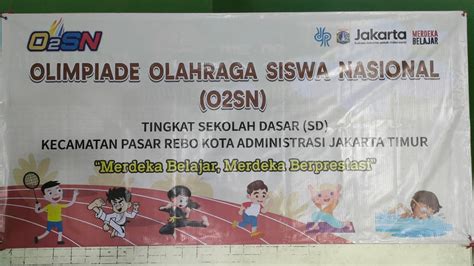 O2SN
Jakarta
MERDEKA
BELAJAR
OLIMPIADE OLAHRAGA SISWA NASIONAL
(O2SN)
TINGKAT SEKOLAH DASAR (SD)
KECAMATAN PASAR REBO KOTA ADMINISTRASI JAKARTA TIMUR
"Merdeka Belajar, Merdeka Berprestasi"